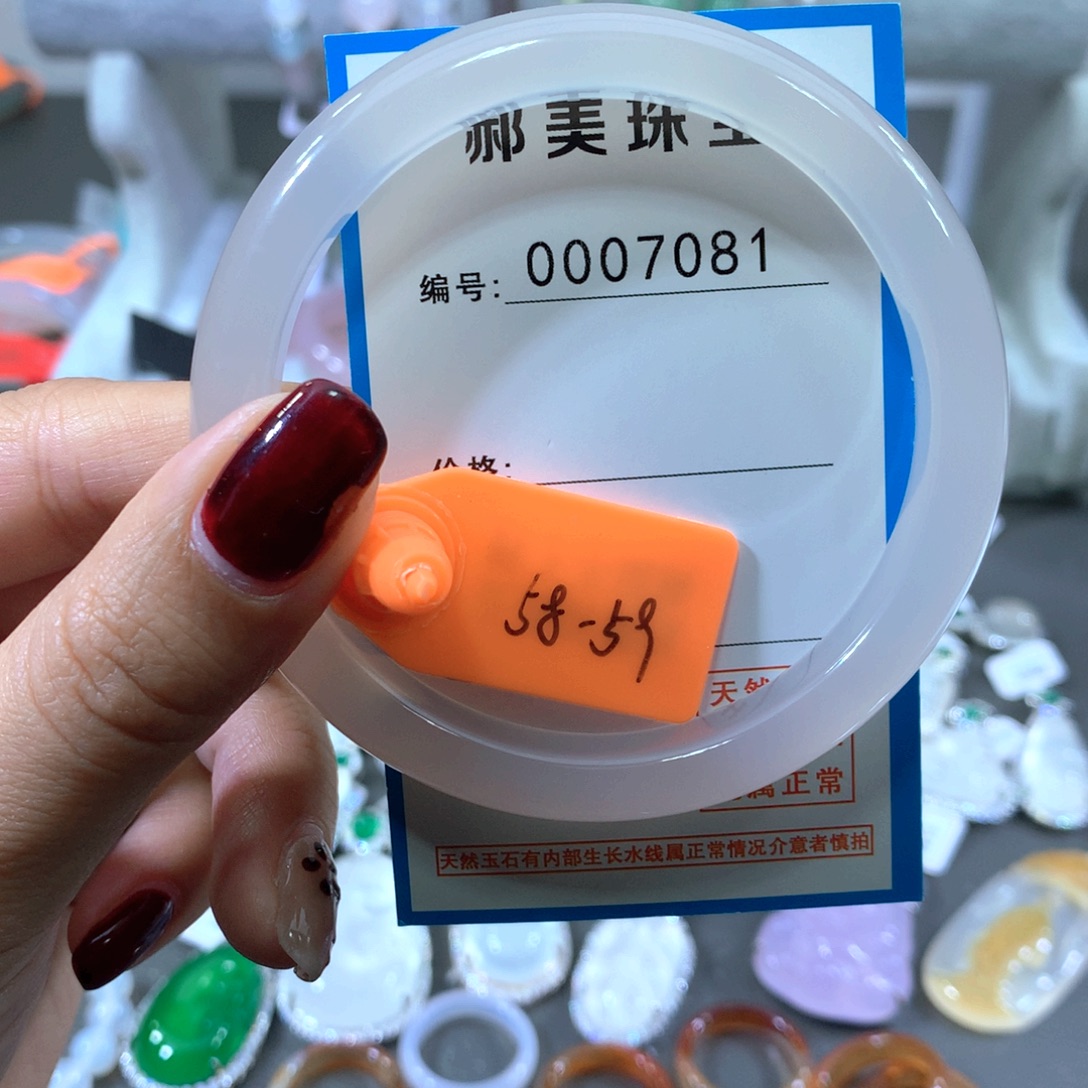 郝美珠宝
编号: 0007081
价格:
58-59
天然
属正常
天然玉石有内部生长水线属正常情况介意者慎拍